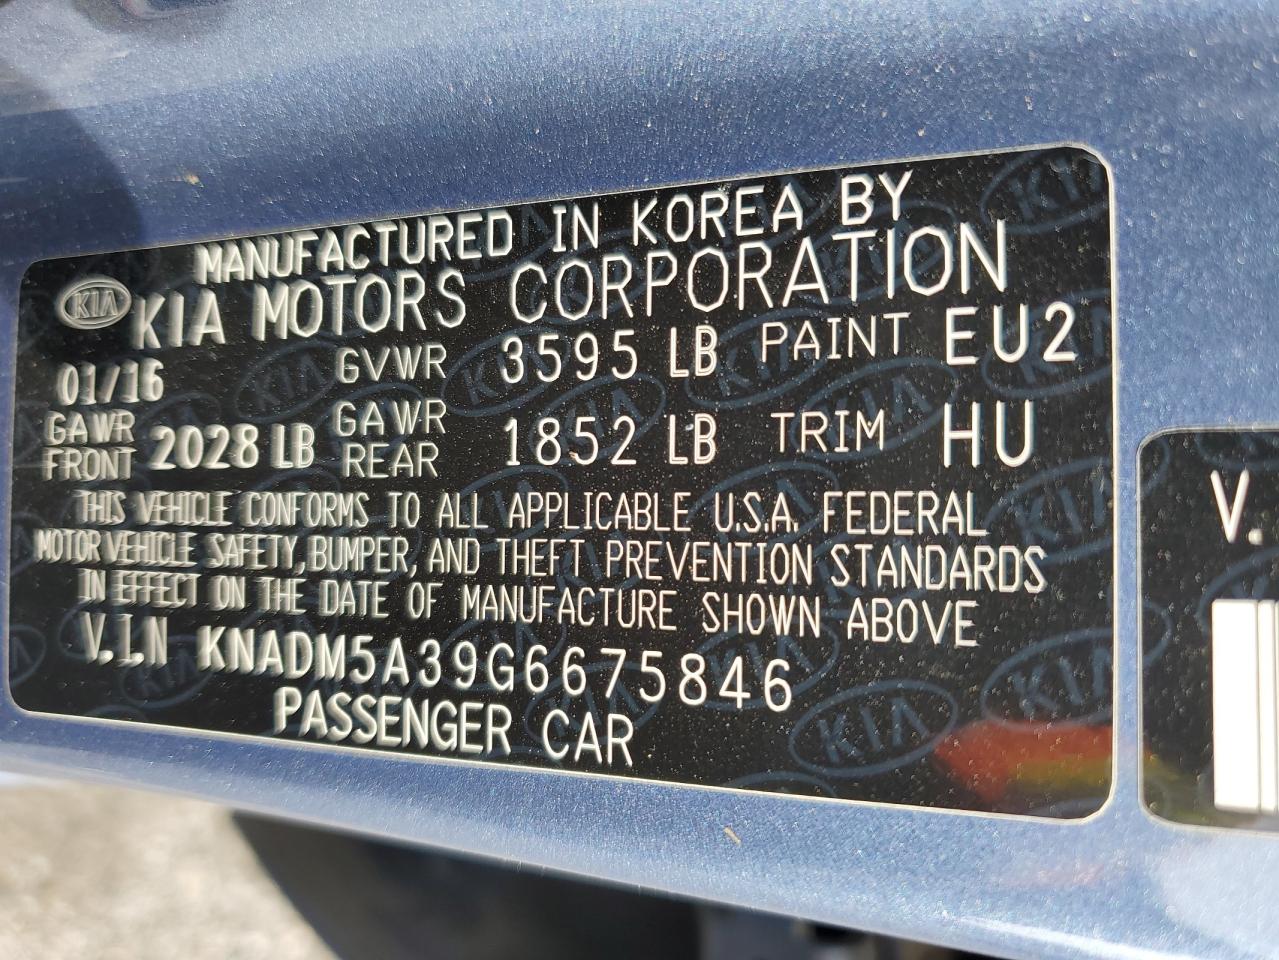 MANUFACTURED IN KOREA BY
KIA KIA MOTORS CORPORATION
01/16 GVWR 3595 LB PAINT EU2
GAWR FRONT 2028 LB GAWR REAR 1852 LB TRIM HU
THIS VEHICLE CONFORMS TO ALL APPLICABLE U.S.A. FEDERAL
MOTOR VEHICLE SAFETY, BUMPER, AND THEFT PREVENTION STANDARDS
IN EFFECT ON THE DATE OF MANUFACTURE SHOWN ABOVE
V.I.N KNADM5A39G6675846
PASSENGER CAR
V.